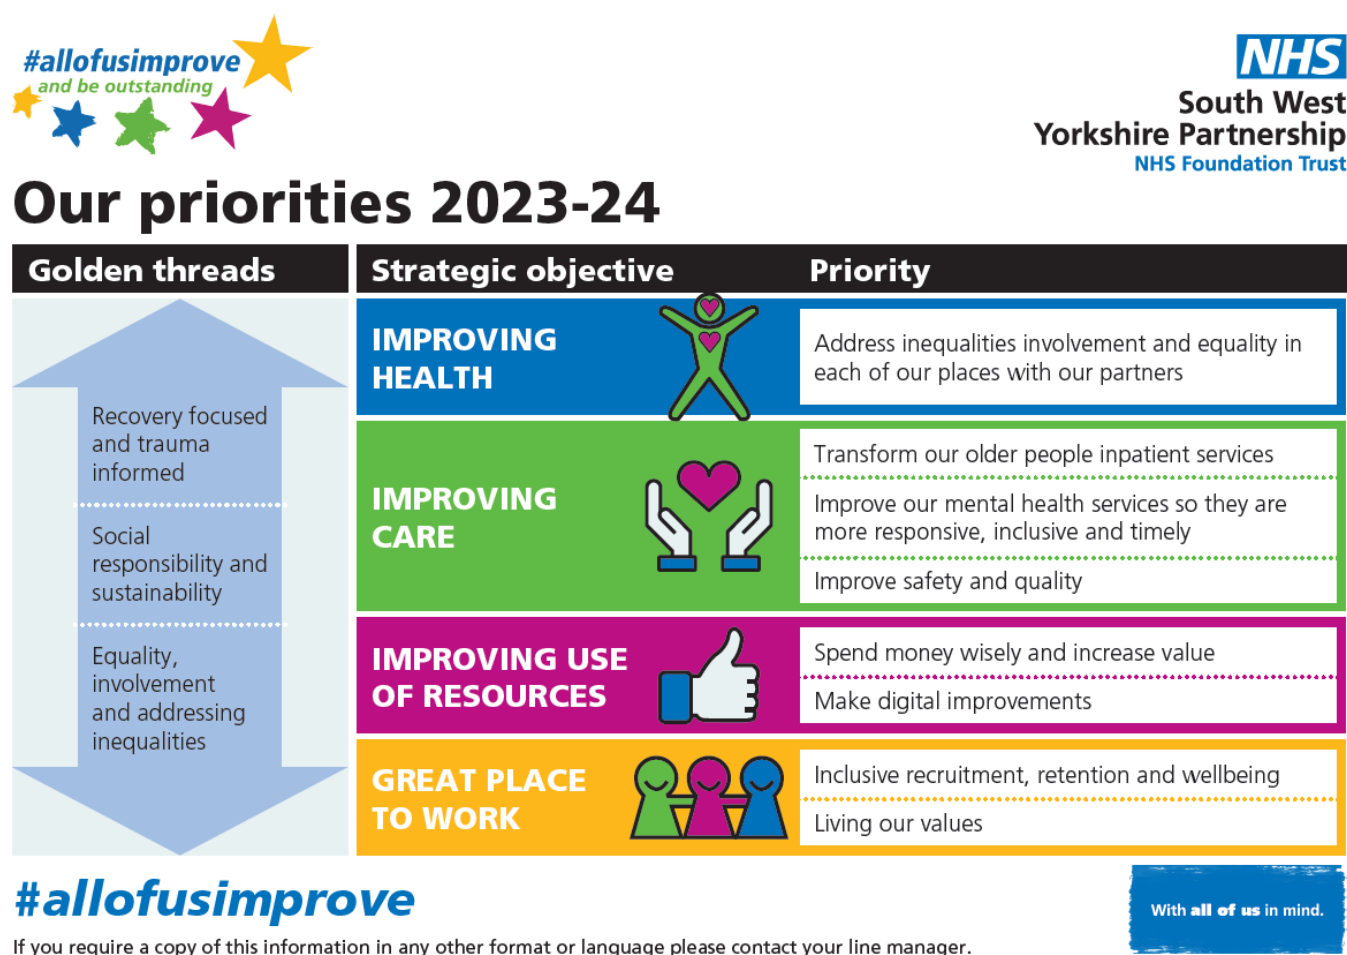 #allofusimprove
and be outstanding
NHS
South West
Yorkshire Partnership
NHS Foundation Trust
Our priorities 2023-24
Golden threads
Strategic objective
Priority
Recovery focused
and trauma
informed
Social
responsibility and
sustainability
Equality,
involvement
and addressing
inequalities
IMPROVING
HEALTH
Address inequalities involvement and equality in
each of our places with our partners
IMPROVING
CARE
Transform our older people inpatient services
Improve our mental health services so they are
more responsive, inclusive and timely
Improve safety and quality
IMPROVING USE
OF RESOURCES
Spend money wisely and increase value
Make digital improvements
GREAT PLACE
TO WORK
Inclusive recruitment, retention and wellbeing
Living our values
#allofusimprove
With all of us in mind.
If you require a copy of this information in any other format or language please contact your line manager.